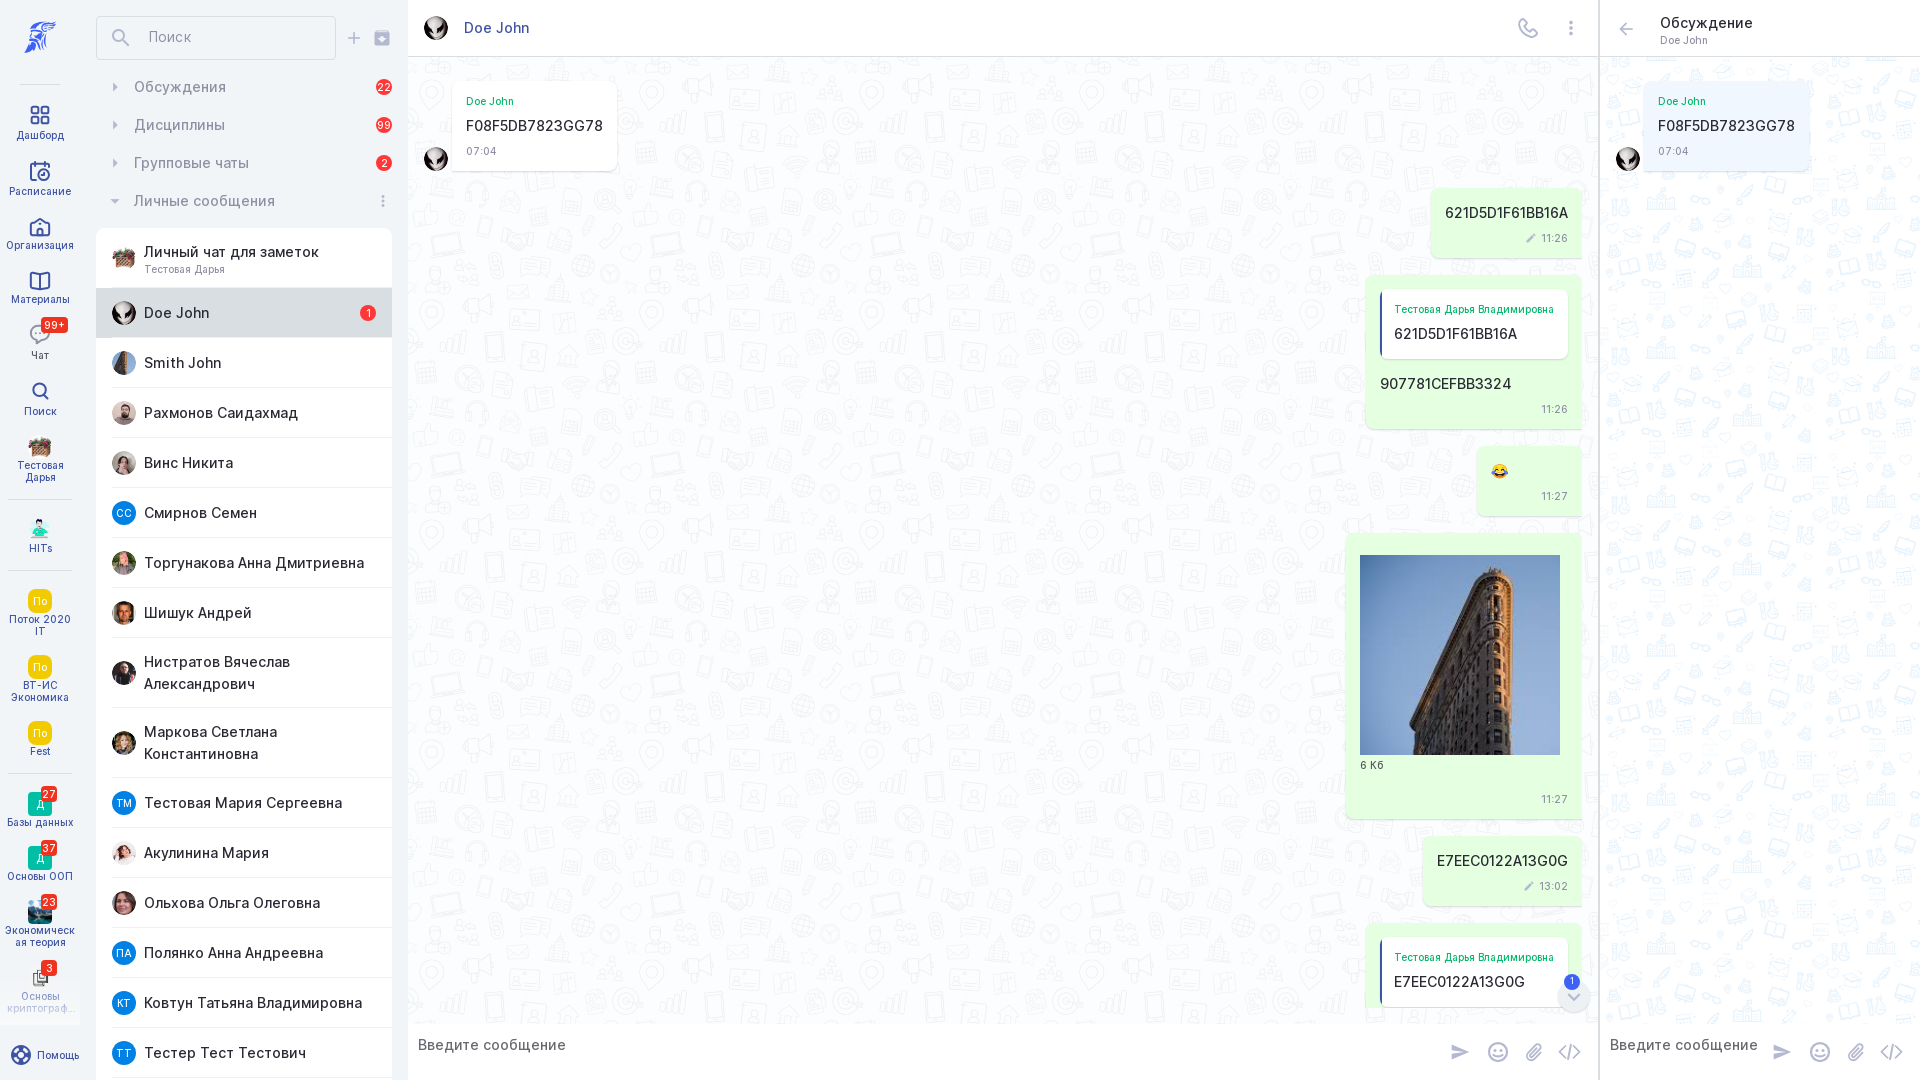 Дашборд
Расписание
Организация
Материалы
99+
Чат
Поиск
Тестовая
Дарья
HITs
По
Поток 2020
IT
По
ВТ-ИС
Экономика
По
Fest
27
Д
Базы данных
37
Д
Основы ООП
23
Экономическ
ая теория
3
Основы
криптограф...
Помощь
Поиск
Обсуждения
22
Дисциплины
99
Групповые чаты
2
Личные сообщения
Личный чат для заметок
Тестовая Дарья
Doe John
1
Smith John
Рахмонов Саидахмад
Винс Никита
СС
Смирнов Семен
Торгунакова Анна Дмитриевна
Шишук Андрей
Нистратов Вячеслав
Александрович
Маркова Светлана
Константиновна
ТМ
Тестовая Мария Сергеевна
Акулинина Мария
Ольхова Ольга Олеговна
ПА
Полянко Анна Андреевна
КТ
Ковтун Татьяна Владимировна
ТТ
Тестер Тест Тестович
Doe John
Doe John
F08F5DB7823GG78
07:04
621D5D1F61BB16A
11:26
Тестовая Дарья Владимировна
621D5D1F61BB16A
907781CEFBB3324
11:26
😂
11:27
6 Кб
11:27
E7EEC0122A13G0G
13:02
Тестовая Дарья Владимировна
E7EEC0122A13G0G
1
Введите сообщение
Обсуждение
Doe John
Doe John
F08F5DB7823GG78
07:04
Введите сообщение